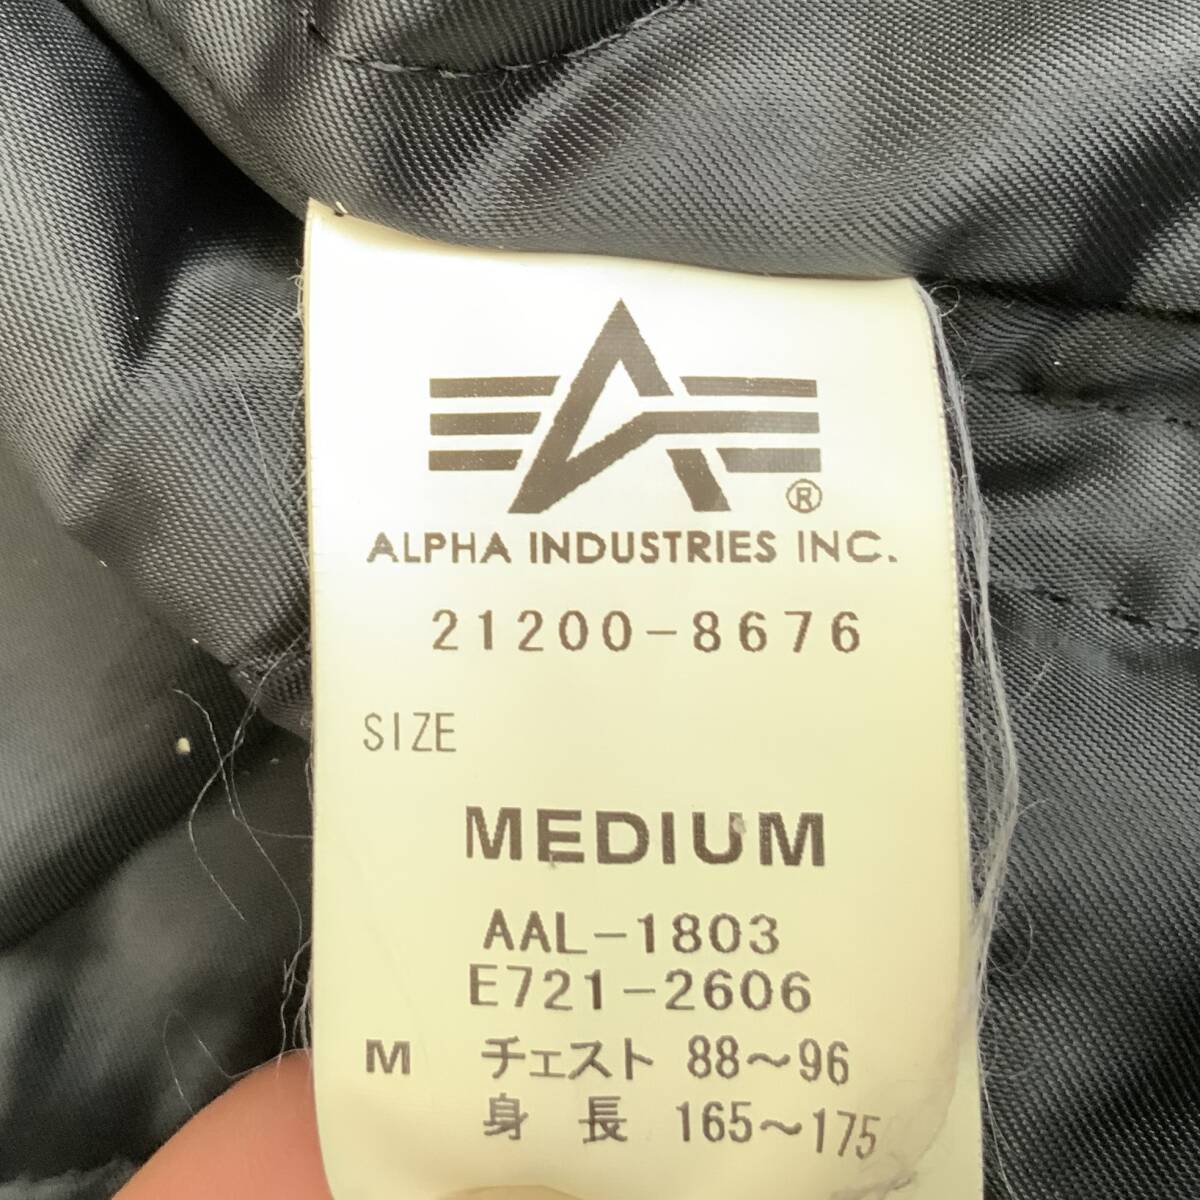 ALPHA INDUSTRIES INC.
®
21200-8676
SIZE
MEDIUM
AAL-1803
E721-2606
M チェスト 88～96
身 長 165～175